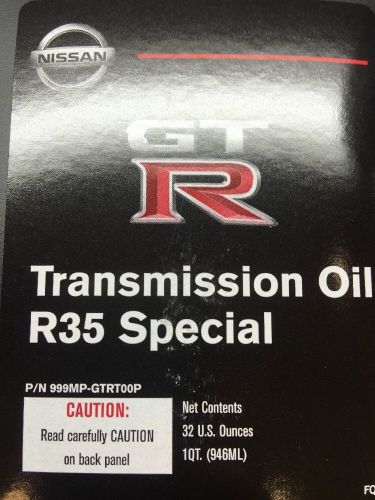 NISSAN
GT
R
Transmission Oil
R35 Special
P/N 999MP-GTRT00P
CAUTION:
Read carefully CAUTION
on back panel
Net Contents
32 U.S. Ounces
1QT. (946ML)